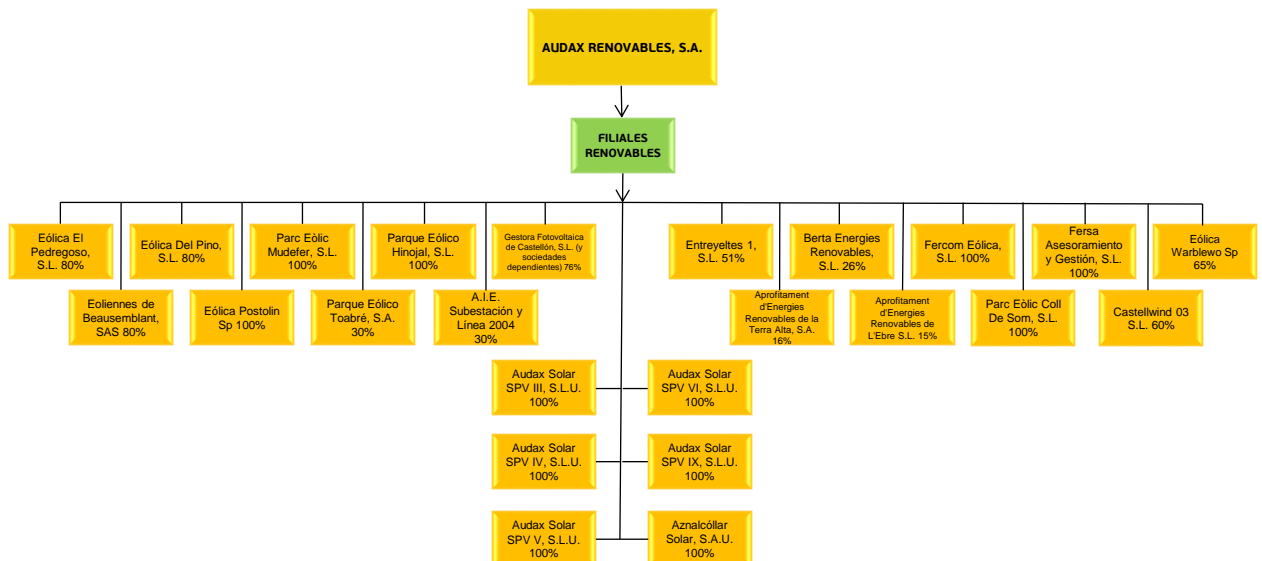 AUDAX RENOVABLES, S.A.
FILIALES
RENOVABLES
Eólica El
Pedregoso,
S.L. 80%
Eólica Del Pino,
S.L. 80%
Parc Eòlic
Mudefer, S.L.
100%
Parque Eólico
Hinojal, S.L.
100%
Gestora Fotovoltaica
de Castellón, S.L. (y
sociedades
dependientes) 76%
Entreyeltes 1,
S.L. 51%
Berta Energies
Renovables,
S.L. 26%
Fercom Eólica,
S.L. 100%
Fersa
Asesoramiento
y Gestión, S.L.
100%
Eólica
Warblewo Sp
65%
Eoliennes de
Beausemblant,
SAS 80%
Eólica Postolin
Sp 100%
Parque Eólico
Toabré, S.A.
30%
A.I.E.
Subestación y
Línea 2004
30%
Aprofitament
d'Energies
Renovables de la
Terra Alta, S.A.
16%
Aprofitament
d'Energies
Renovables de
L'Ebre S.L. 15%
Parc Eòlic Coll
De Som, S.L.
100%
Castellwind 03
S.L. 60%
Audax Solar
SPV III, S.L.U.
100%
Audax Solar
SPV VI, S.L.U.
100%
Audax Solar
SPV IV, S.L.U.
100%
Audax Solar
SPV IX, S.L.U.
100%
Audax Solar
SPV V, S.L.U.
100%
Aznalcóllar
Solar, S.A.U.
100%